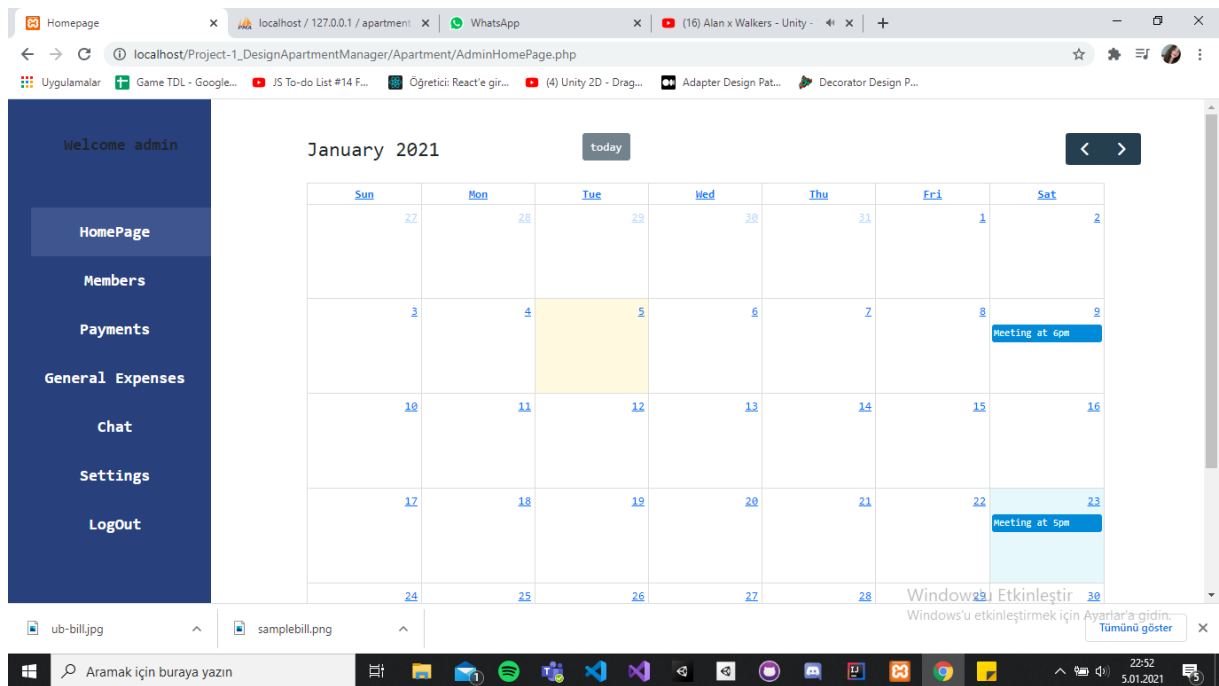 Homepage
localhost / 127.0.0.1 / apartment
WhatsApp
(16) Alan x Walkers - Unity -
localhost/Project-1_DesignApartmentManager/Apartment/AdminHomePage.php
Uygulamalar Game TDL - Google... JS To-do List #14 F... Öğretici: React'e gir... (4) Unity 2D - Drag... Adapter Design Pat... Decorator Design P...
Welcome admin
HomePage
Members
Payments
General Expenses
Chat
Settings
LogOut
January 2021 today
Sun Mon Tue Wed Thu Fri Sat
27 28 29 30 31 1 2
3 4 5 6 7 8 9
Meeting at 6pm
10 11 12 13 14 15 16
17 18 19 20 21 22 23
Meeting at 5pm
24 25 26 27 28 29 30
Windows'u Etkinleştir
Windows'u etkinleştirmek için Ayarlar'a gidin.
ub-bill.jpg samplebill.png Tümünü göster
Aramak için buraya yazın
1
22:52
5.01.2021
5